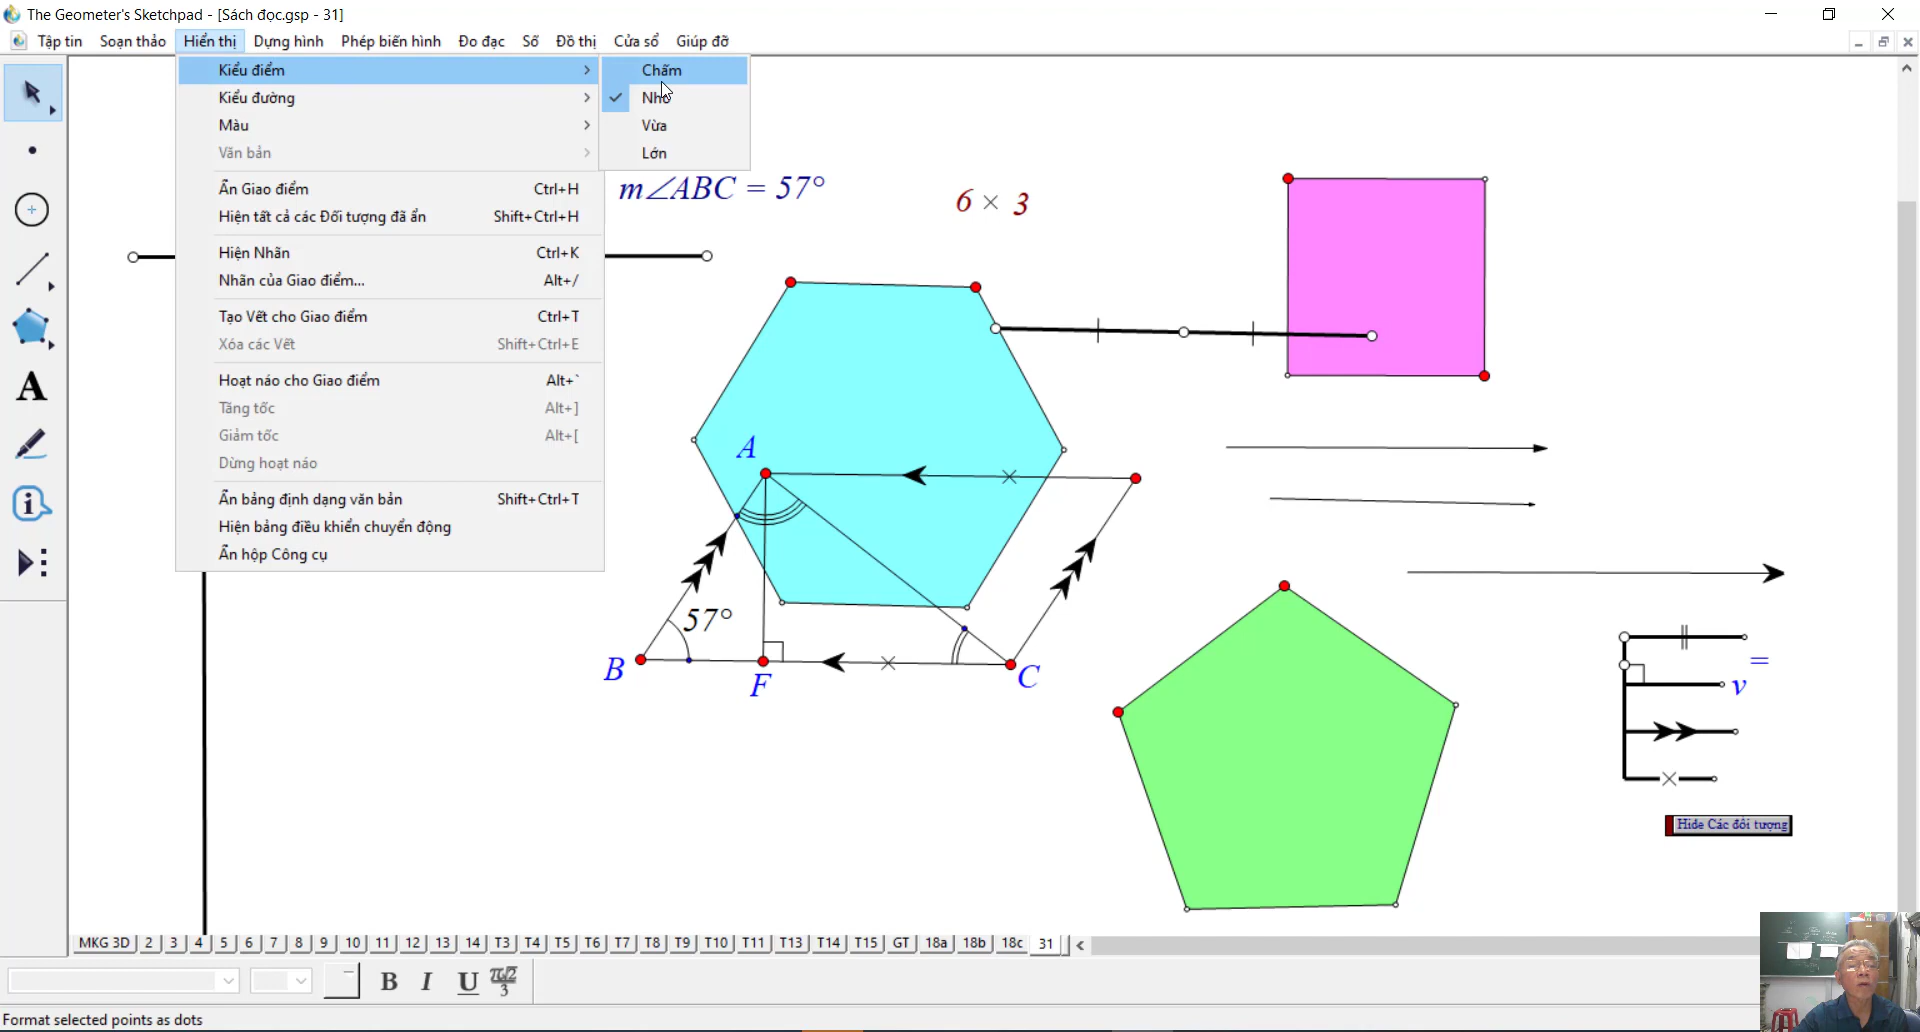 The Geometer's Sketchpad - [Sách đọc.gsp - 31]
Tập tin Soạn thảo Hiển thị Dựng hình Phép biến hình Đo đạc Số Đồ thị Cửa sổ Giúp đỡ
Kiểu điểm
Kiểu đường
Màu
Văn bản
Ẩn Giao điểm Ctrl+H
Hiện tất cả các Đối tượng đã ẩn Shift+Ctrl+H
Hiện Nhãn Ctrl+K
Nhãn của Giao điểm... Alt+/
Tạo Vết cho Giao điểm Ctrl+T
Xóa các Vết Shift+Ctrl+E
Hoạt náo cho Giao điểm Alt+`
Tăng tốc Alt+]
Giảm tốc Alt+[
Dừng hoạt náo
Ẩn bảng định dạng văn bản Shift+Ctrl+T
Hiện bảng điều khiển chuyển động
Ẩn hộp Công cụ
Chấm
Nhỏ
Vừa
Lớn
m∠ABC = 57°
6 × 3
A
57°
B
F
C
=
v
Hide Các đối tượng
MKG 3D 2 3 4 5 6 7 8 9 10 11 12 13 14 T3 T4 T5 T6 T7 T8 T9 T10 T11 T13 T14 T15 GT 18a 18b 18c 31
B I U
Format selected points as dots